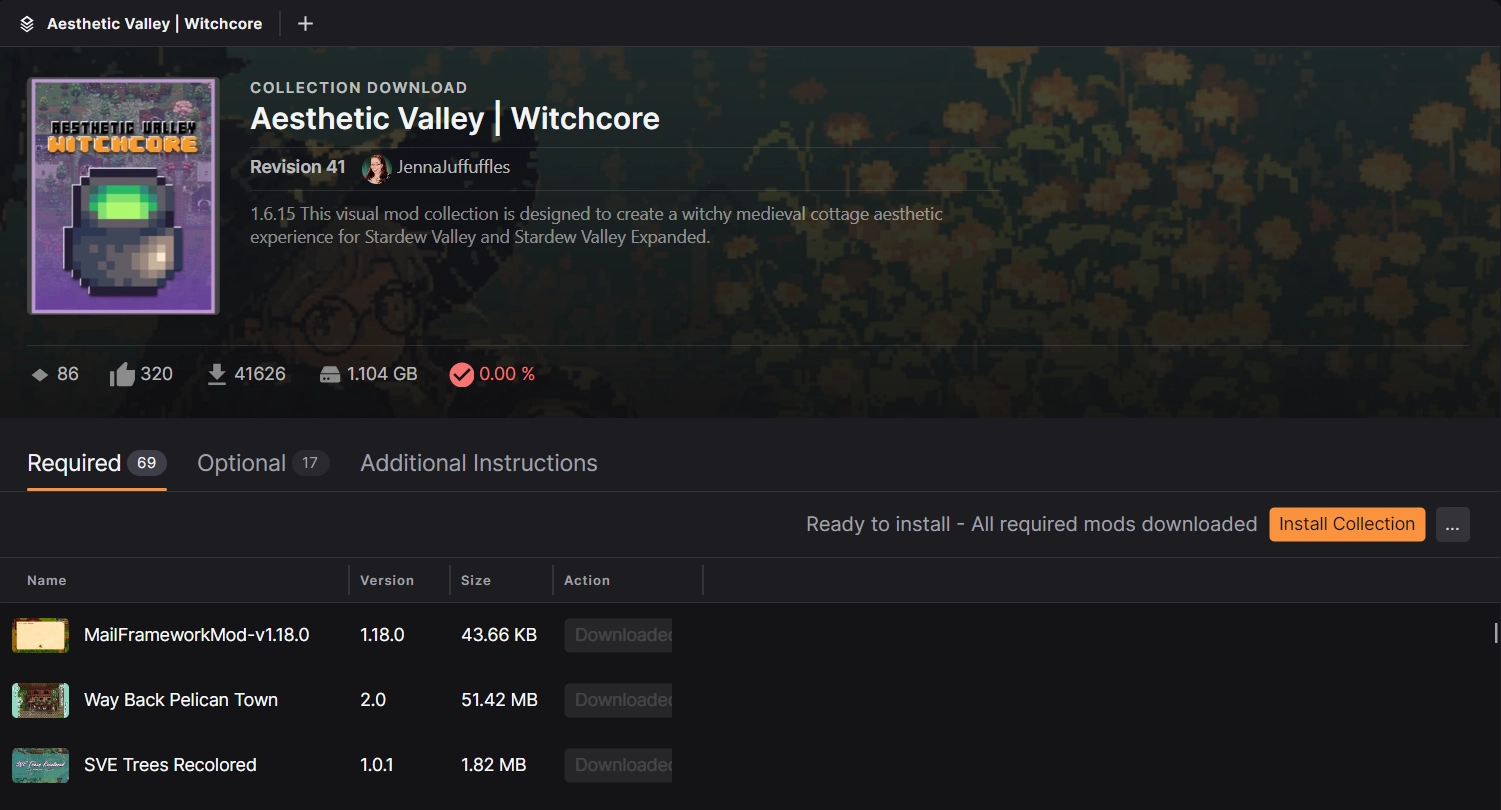 Aesthetic Valley | Witchcore
COLLECTION DOWNLOAD
Aesthetic Valley | Witchcore
AESTHETIC VALLEY
WITCHCORE
Revision 41 JennaJuffuffles
1.6.15 This visual mod collection is designed to create a witchy medieval cottage aesthetic
experience for Stardew Valley and Stardew Valley Expanded.
86 320 41626 1.104 GB 0.00 %
Required 69 Optional 17 Additional Instructions
Ready to install - All required mods downloaded Install Collection ...
Name Version Size Action
MailFrameworkMod-v1.18.0 1.18.0 43.66 KB Downloaded
Way Back Pelican Town 2.0 51.42 MB Downloaded
SVE Trees Recolored
SVE Trees Recolored 1.0.1 1.82 MB Downloaded